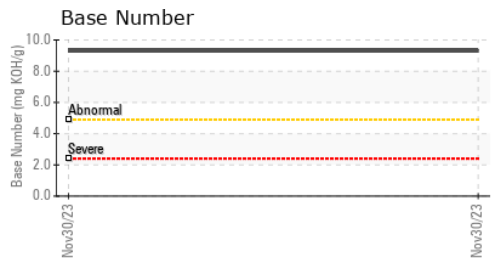 Base Number
Base Number (mg KOH/g)
10.0
8.0
6.0
4.0
2.0
0.0
Abnormal
Severe
Nov30/23
Nov30/23